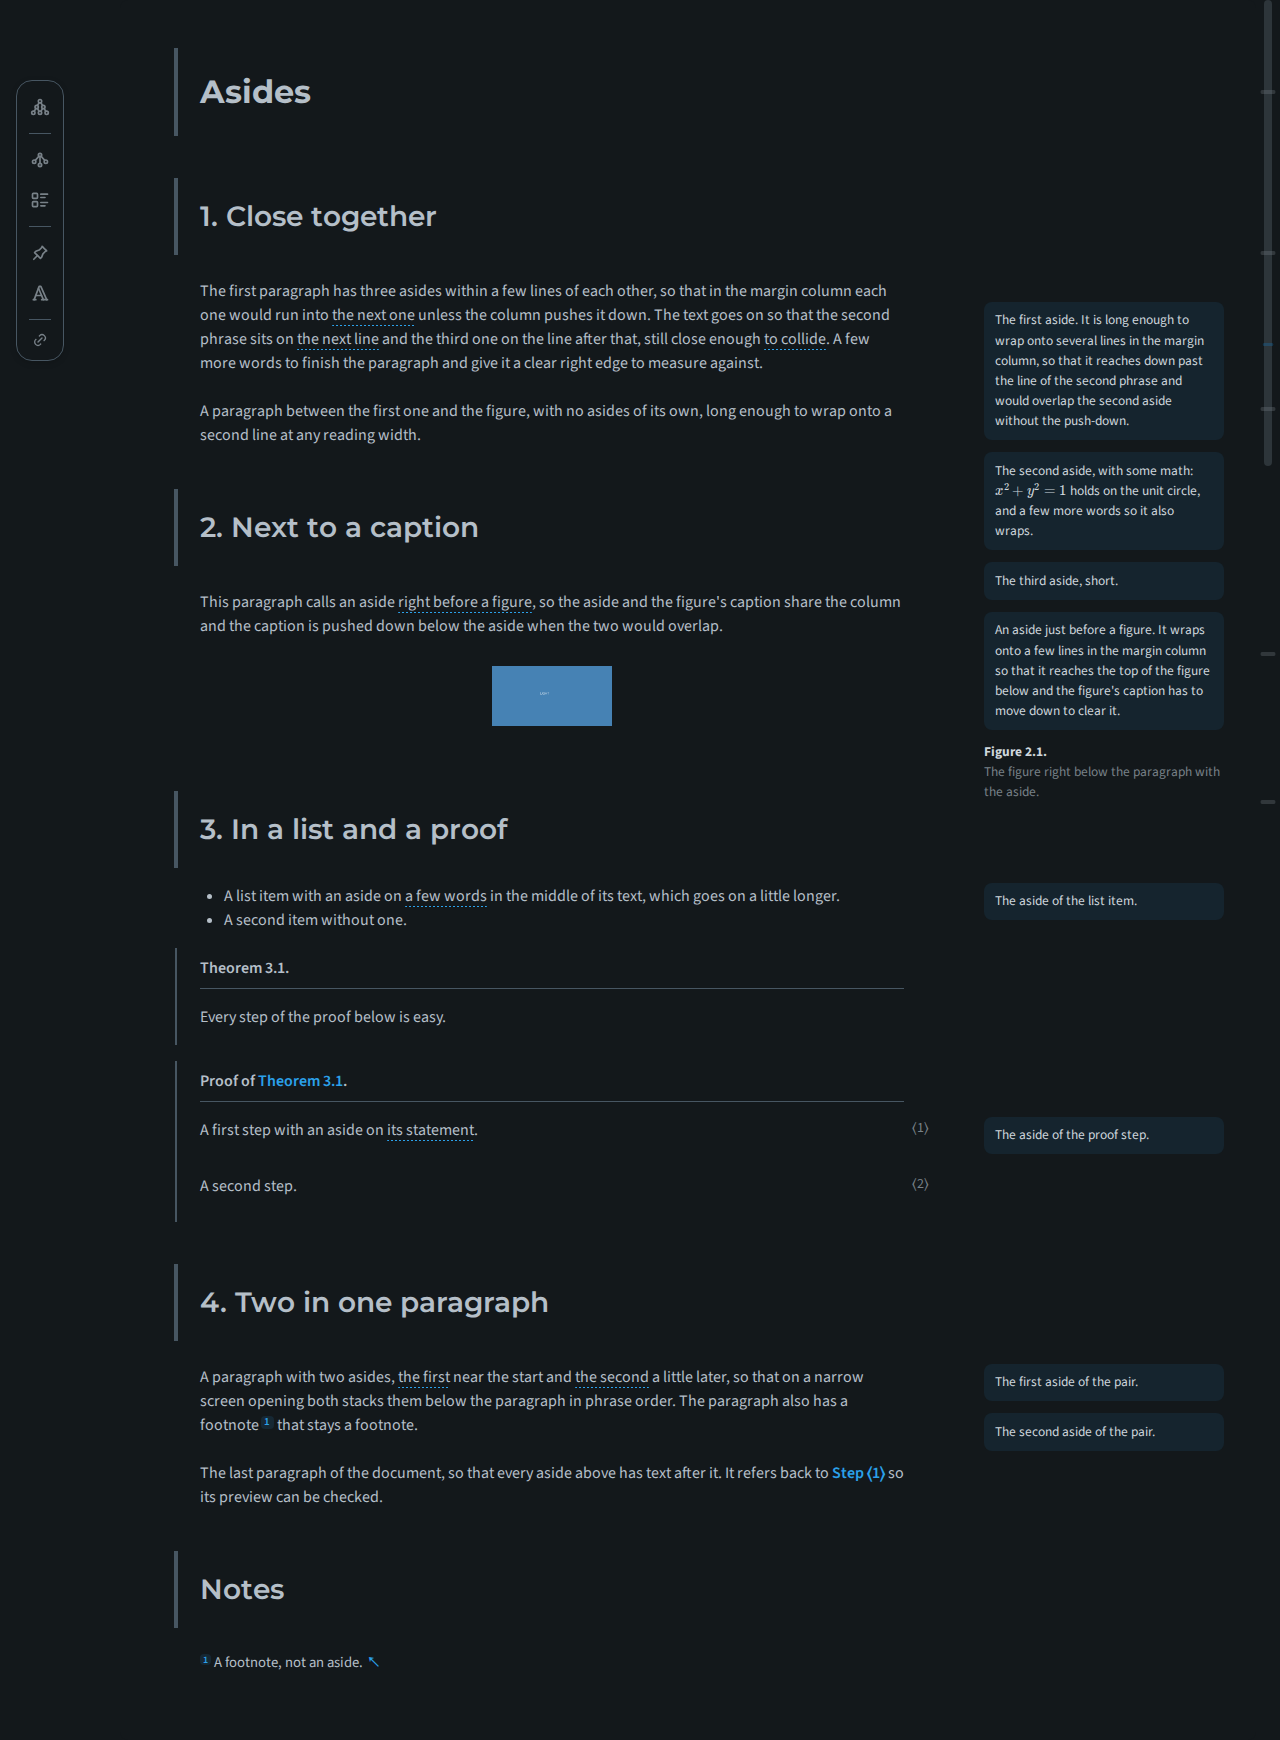 Asides
1. Close together
The first paragraph has three asides within a few lines of each other, so that in the margin column each
one would run into the next one unless the column pushes it down. The text goes on so that the second
phrase sits on the next line and the third one on the line after that, still close enough to collide. A few
more words to finish the paragraph and give it a clear right edge to measure against.
The first aside. It is long enough to
wrap onto several lines in the margin
column, so that it reaches down past
the line of the second phrase and
would overlap the second aside
without the push-down.
A paragraph between the first one and the figure, with no asides of its own, long enough to wrap onto a
second line at any reading width.
The second aside, with some math:
x² + y² = 1 holds on the unit circle,
and a few more words so it also
wraps.
2. Next to a caption
The third aside, short.
This paragraph calls an aside right before a figure, so the aside and the figure's caption share the column
and the caption is pushed down below the aside when the two would overlap.
An aside just before a figure. It wraps
onto a few lines in the margin column
so that it reaches the top of the figure
below and the figure's caption has to
move down to clear it.
Figure 2.1.
The figure right below the paragraph with
the aside.
3. In a list and a proof
• A list item with an aside on a few words in the middle of its text, which goes on a little longer.
• A second item without one.
The aside of the list item.
Theorem 3.1.
Every step of the proof below is easy.
Proof of Theorem 3.1.
A first step with an aside on its statement.
⟨1⟩
The aside of the proof step.
A second step.
⟨2⟩
4. Two in one paragraph
A paragraph with two asides, the first near the start and the second a little later, so that on a narrow
screen opening both stacks them below the paragraph in phrase order. The paragraph also has a
footnote 1 that stays a footnote.
The first aside of the pair.
The second aside of the pair.
The last paragraph of the document, so that every aside above has text after it. It refers back to Step ⟨1⟩ so
its preview can be checked.
Notes
1 A footnote, not an aside. ↖